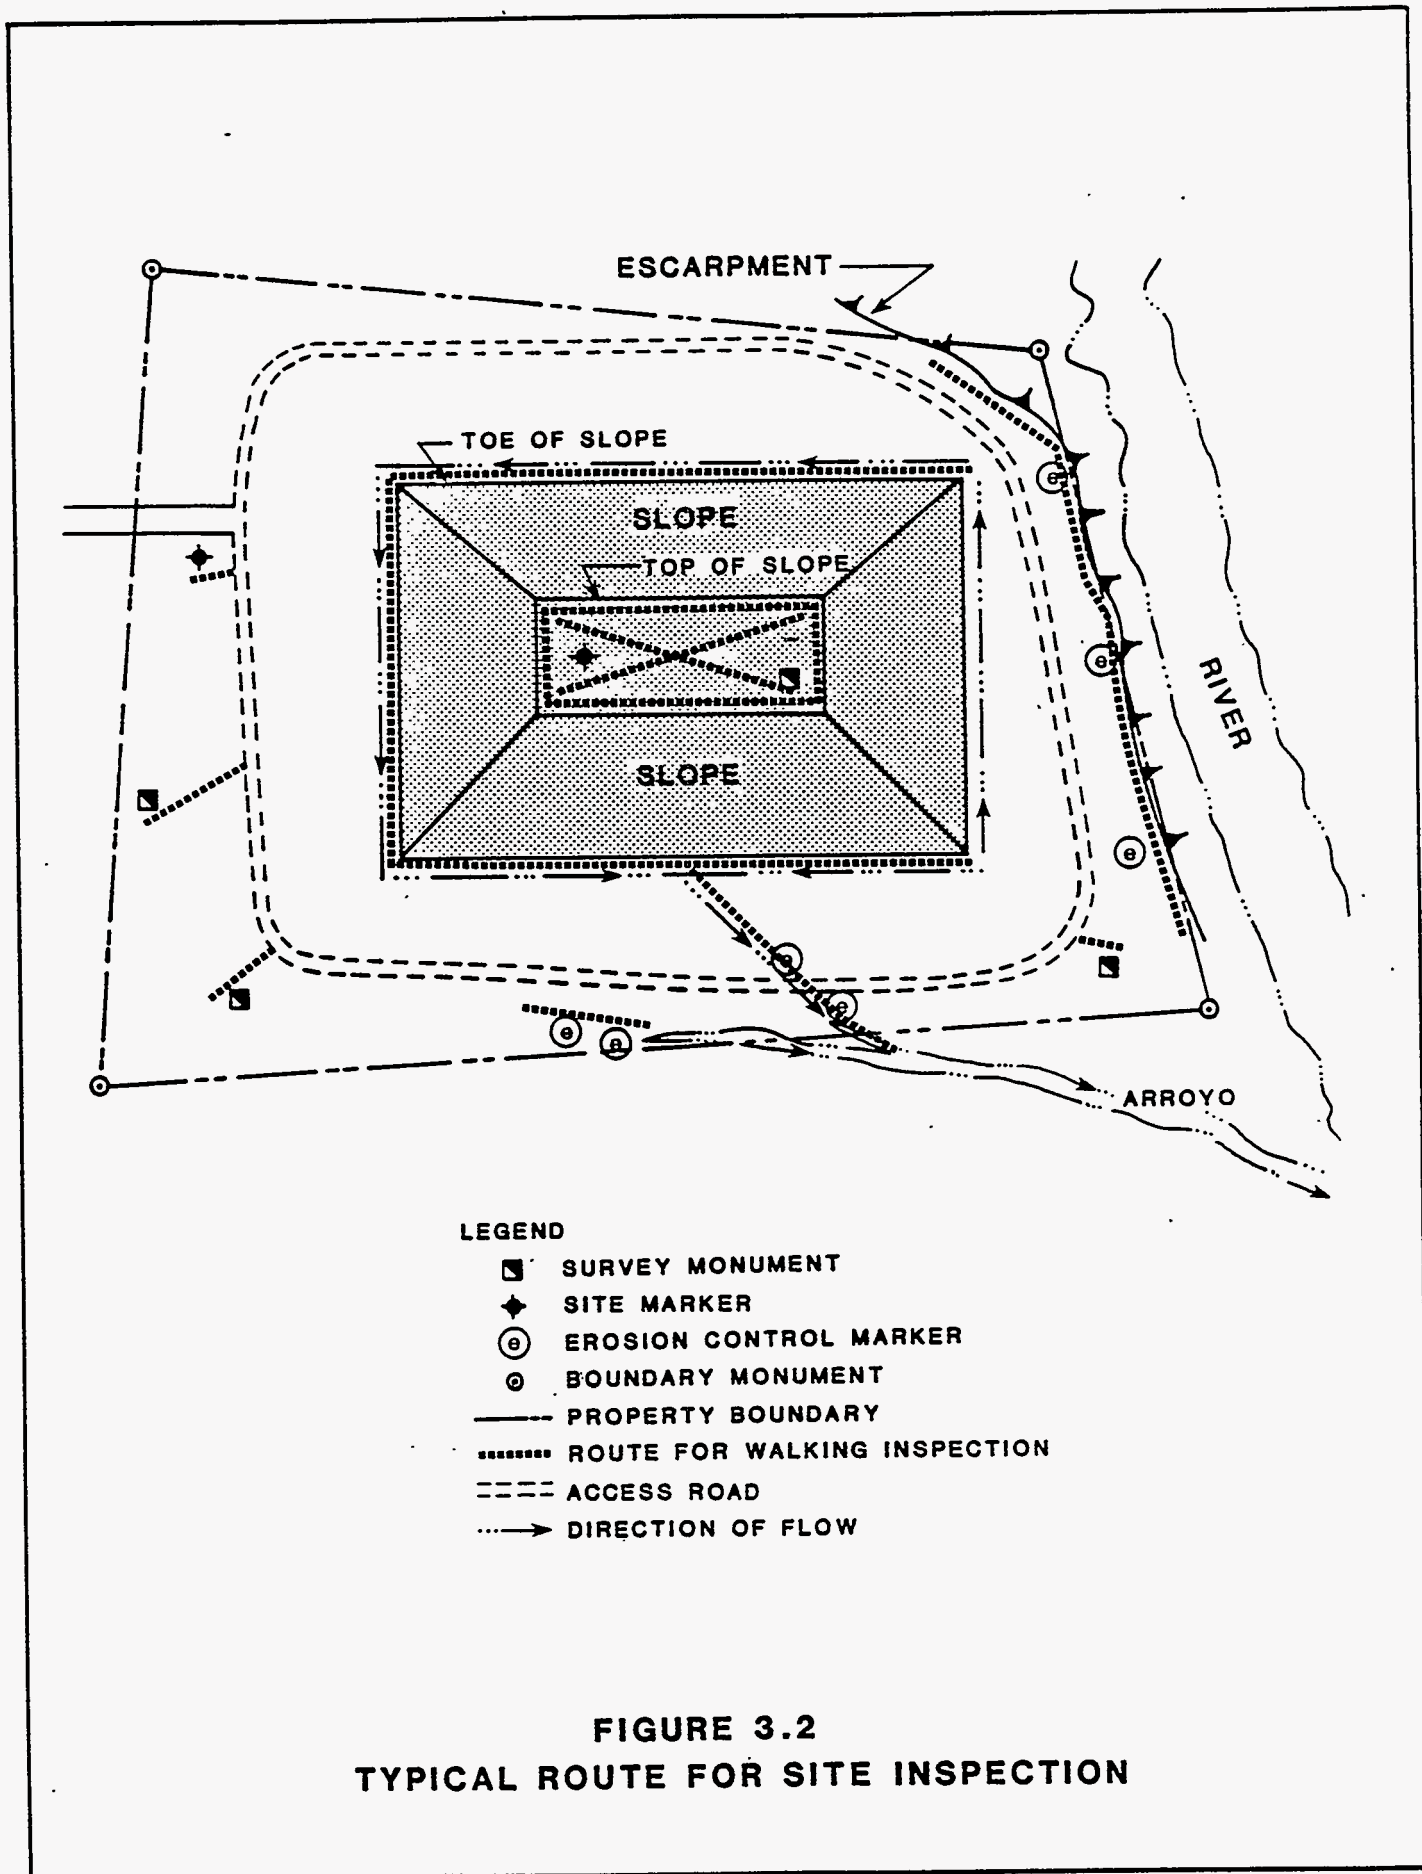 ESCARPMENT
TOE OF SLOPE
SLOPE
TOP OF SLOPE
SLOPE
RIVER
e
e
e
e
e
e
e
ARROYO
LEGEND
SURVEY MONUMENT
SITE MARKER
e EROSION CONTROL MARKER
BOUNDARY MONUMENT
PROPERTY BOUNDARY
ROUTE FOR WALKING INSPECTION
ACCESS ROAD
DIRECTION OF FLOW
FIGURE 3.2
TYPICAL ROUTE FOR SITE INSPECTION